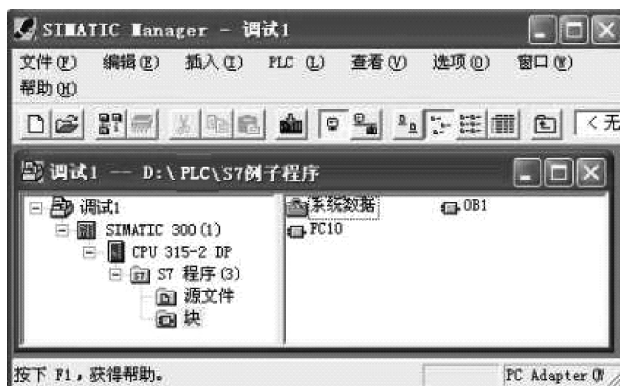 SIMATIC Manager - 调试1
文件(F) 编辑(E) 插入(I) PLC (L) 查看(V) 选项(O) 窗口(W)
帮助(H)
< 无
调试1 -- D:\PLC\S7例子程序
调试1
SIMATIC 300(1)
CPU 315-2 DP
S7 程序(3)
源文件
块
系统数据 OB1
FC10
按下 F1，获得帮助。 PC Adapter